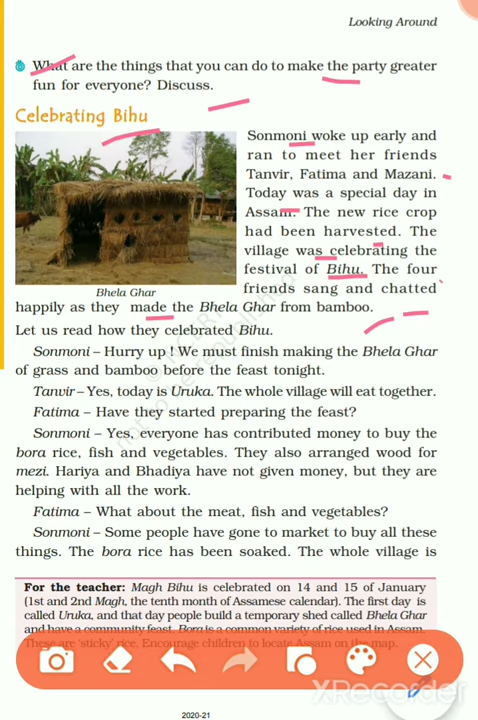 Looking Around
What are the things that you can do to make the party greater
fun for everyone? Discuss.
Celebrating Bihu
Sonmoni woke up early and
ran to meet her friends
Tanvir, Fatima and Mazani.
Today was a special day in
Assam. The new rice crop
had been harvested. The
village was celebrating the
festival of Bihu. The four
friends sang and chatted
Bhela Ghar
happily as they made the Bhela Ghar from bamboo.
Let us read how they celebrated Bihu.
Sonmoni – Hurry up ! We must finish making the Bhela Ghar
of grass and bamboo before the feast tonight.
Tanvir – Yes, today is Uruka. The whole village will eat together.
Fatima – Have they started preparing the feast?
Sonmoni – Yes, everyone has contributed money to buy the
bora rice, fish and vegetables. They also arranged wood for
mezi. Hariya and Bhadiya have not given money, but they are
helping with all the work.
Fatima – What about the meat, fish and vegetables?
Sonmoni – Some people have gone to market to buy all these
things. The bora rice has been soaked. The whole village is
For the teacher: Magh Bihu is celebrated on 14 and 15 of January
(1st and 2nd Magh, the tenth month of Assamese calendar). The first day is
called Uruka, and that day people build a temporary shed called Bhela Ghar
and have a community feast. Bora is a common variety of rice used in Assam.
These are 'sticky' rice. Encourage children to locate Assam on the map.
XRecorder
2020-21